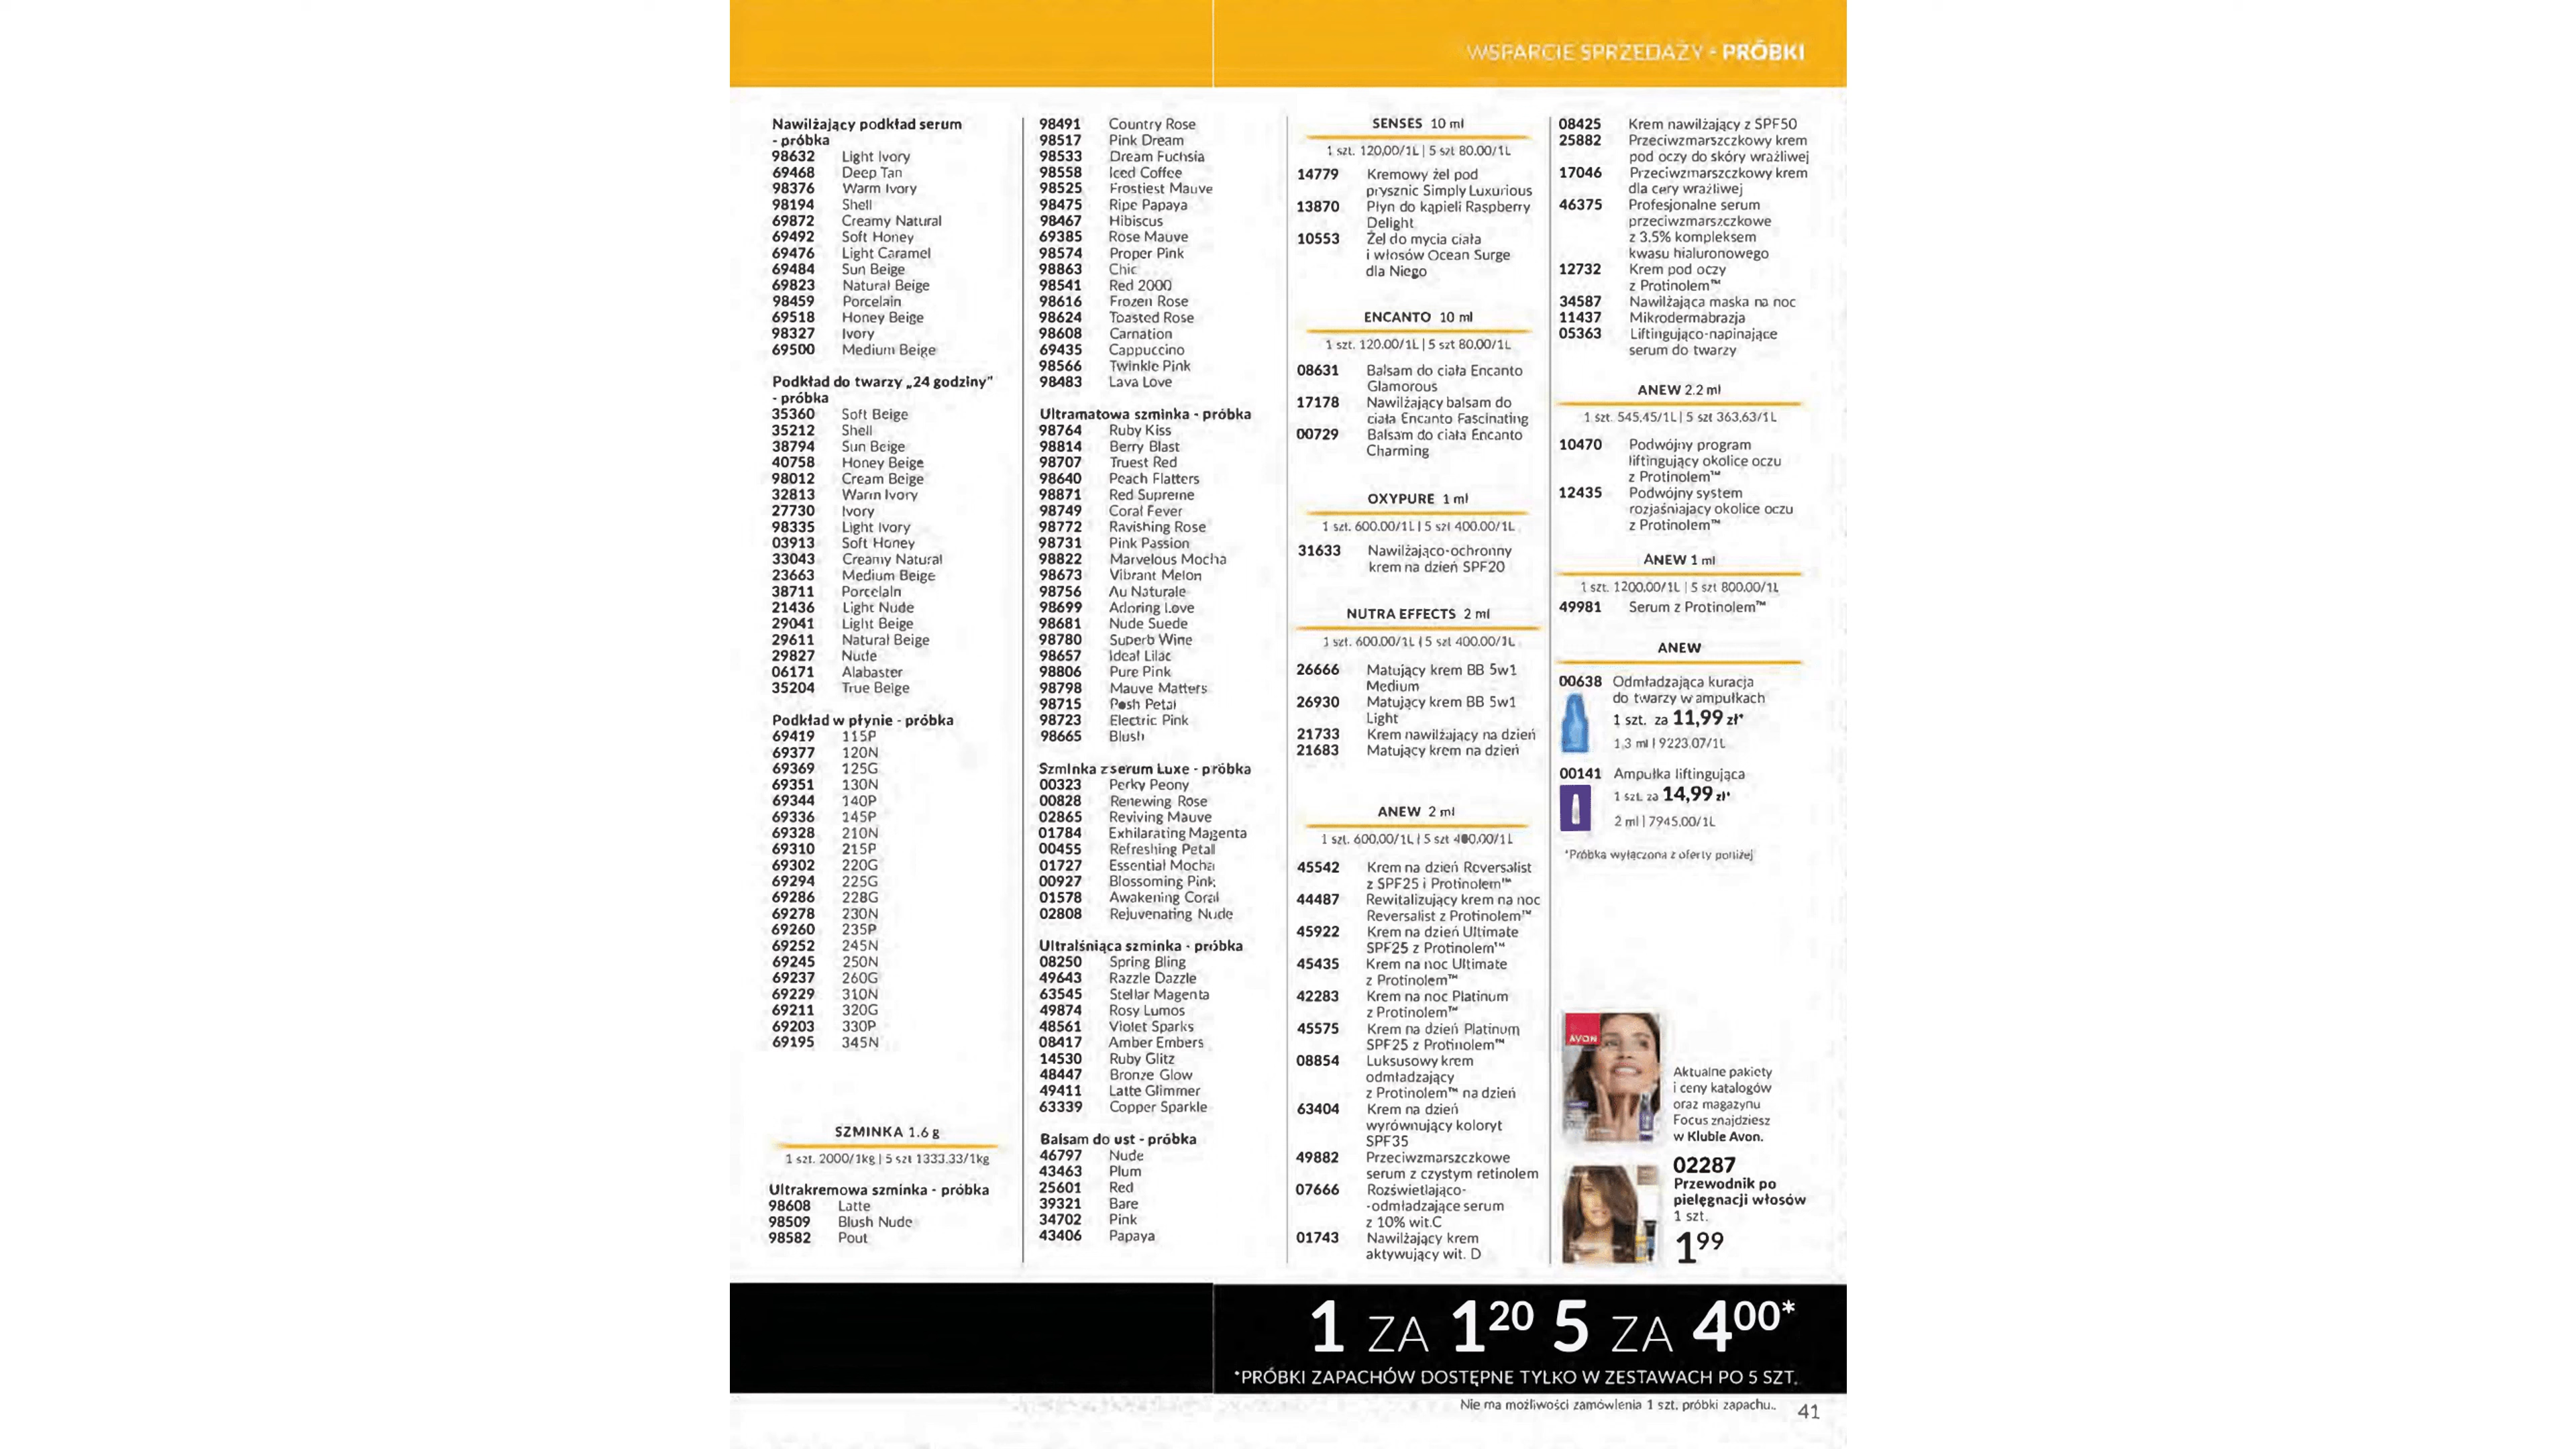 WSPARCIE SPRZEDAŻY - PRÓBKI
Nawilżający podkład serum
- próbka
98632 Light Ivory
69468 Deep Tan
98376 Warm Ivory
98194 Shell
69872 Creamy Natural
69492 Soft Honey
69476 Light Caramel
69484 Sun Beige
69823 Natural Beige
98459 Porcelain
69518 Honey Beige
98327 Ivory
69500 Medium Beige
Podkład do twarzy „24 godziny"
- próbka
35360 Soft Beige
35212 Shell
38794 Sun Beige
40758 Honey Beige
98012 Cream Beige
32813 Warm Ivory
27730 Ivory
98335 Light Ivory
03913 Soft Honey
33043 Creamy Natural
23663 Medium Beige
38711 Porcelain
21436 Light Nude
29041 Light Beige
29611 Natural Beige
29827 Nude
06171 Alabaster
35204 True Beige
Podkład w płynie - próbka
69419 115P
69377 120N
69369 125G
69351 130N
69344 140P
69336 145P
69328 210N
69310 215P
69302 220G
69294 225G
69286 228G
69278 230N
69260 235P
69252 245N
69245 250N
69237 260G
69229 310N
69211 320G
69203 330P
69195 345N
SZMINKA 1.6 g
1 szt. 2000/1kg | 5 szt 1333.33/1kg
Ultrakremowa szminka - próbka
98608 Latte
98509 Blush Nude
98582 Pout
98491 Country Rose
98517 Pink Dream
98533 Dream Fuchsia
98558 Iced Coffee
98525 Frostiest Mauve
98475 Ripe Papaya
98467 Hibiscus
69385 Rose Mauve
98574 Proper Pink
98863 Chic
98541 Red 2000
98616 Frozen Rose
98624 Toasted Rose
98608 Carnation
69435 Cappuccino
98566 Twinkle Pink
98483 Lava Love
Ultramatowa szminka - próbka
98764 Ruby Kiss
98814 Berry Blast
98707 Truest Red
98640 Peach Flatters
98871 Red Supreme
98749 Coral Fever
98772 Ravishing Rose
98731 Pink Passion
98822 Marvelous Mocha
98673 Vibrant Melon
98756 Au Naturale
98699 Adoring Love
98681 Nude Suede
98780 Superb Wine
98657 Ideal Lilac
98806 Pure Pink
98798 Mauve Matters
98715 Posh Petal
98723 Electric Pink
98665 Blush
Szminka z serum Luxe - próbka
00323 Perky Peony
00828 Renewing Rose
02865 Reviving Mauve
01784 Exhilarating Magenta
00455 Refreshing Petal
01727 Essential Mocha
00927 Blossoming Pink
01578 Awakening Coral
02808 Rejuvenating Nude
Ultralśniąca szminka - próbka
08250 Spring Bling
49643 Razzle Dazzle
63545 Stellar Magenta
49874 Rosy Lumos
48561 Violet Sparks
08417 Amber Embers
14530 Ruby Glitz
48447 Bronze Glow
49411 Latte Glimmer
63339 Copper Sparkle
Balsam do ust - próbka
46797 Nude
43463 Plum
25601 Red
39321 Bare
34702 Pink
43406 Papaya
SENSES 10 ml
1 szt. 120,00/1L | 5 szt 80.00/1L
14779 Kremowy żel pod
prysznic Simply Luxurious
13870 Płyn do kąpieli Raspberry
Delight
10553 Żel do mycia ciała
i włosów Ocean Surge
dla Niego
ENCANTO 10 ml
1 szt. 120.00/1L | 5 szt 80.00/1L
08631 Balsam do ciała Encanto
Glamorous
17178 Nawilżający balsam do
ciała Encanto Fascinating
00729 Balsam do ciała Encanto
Charming
OXYPURE 1 ml
1 szt. 600.00/1L | 5 szt 400.00/1L
31633 Nawilżająco-ochronny
krem na dzień SPF20
NUTRA EFFECTS 2 ml
1 szt. 600.00/1L | 5 szt 400.00/1L
26666 Matujący krem BB 5w1
Medium
26930 Matujący krem BB 5w1
Light
21733 Krem nawilżający na dzień
21683 Matujący krem na dzień
ANEW 2 ml
1 szt. 600.00/1L | 5 szt 400.00/1L
45542 Krem na dzień Reversalist
z SPF25 i Protinolem™
44487 Rewitalizujący krem na noc
Reversalist z Protinolem™
45922 Krem na dzień Ultimate
SPF25 z Protinolem™
45435 Krem na noc Ultimate
z Protinolem™
42283 Krem na noc Platinum
z Protinolem™
45575 Krem na dzień Platinum
SPF25 z Protinolem™
08854 Luksusowy krem
odmładzający
z Protinolem™ na dzień
63404 Krem na dzień
wyrównujący koloryt
SPF35
49882 Przeciwzmarszczkowe
serum z czystym retinolem
07666 Rozświetlająco-
-odmładzające serum
z 10% wit.C
01743 Nawilżający krem
aktywujący wit. D
08425 Krem nawilżający z SPF50
25882 Przeciwzmarszczkowy krem
pod oczy do skóry wrażliwej
17046 Przeciwzmarszczkowy krem
dla cery wrażliwej
46375 Profesjonalne serum
przeciwzmarszczkowe
z 3.5% kompleksem
kwasu hialuronowego
12732 Krem pod oczy
z Protinolem™
34587 Nawilżająca maska na noc
11437 Mikrodermabrazja
05363 Liftingująco-napinające
serum do twarzy
ANEW 2.2 ml
1 szt. 545,45/1L | 5 szt 363,63/1L
10470 Podwójny program
liftingujący okolice oczu
z Protinolem™
12435 Podwójny system
rozjaśniajacy okolice oczu
z Protinolem™
ANEW 1 ml
1 szt. 1200.00/1L | 5 szt 800.00/1L
49981 Serum z Protinolem™
ANEW
00638 Odmładzająca kuracja
do twarzy w ampułkach
1 szt. za 11,99 zł*
1,3 ml | 9223.07/1L
00141 Ampułka liftingująca
1 szt. za 14,99 zł*
2 ml | 7945.00/1L
*Próbka wyłączona z oferty poniżej
AVON
Aktualne pakiety
i ceny katalogów
oraz magazynu
Focus znajdziesz
w Klubie Avon.
02287
Przewodnik po
pielęgnacji włosów
1 szt.
1⁹⁹
1 ZA 1²⁰ 5 ZA 4⁰⁰*
*PRÓBKI ZAPACHÓW DOSTĘPNE TYLKO W ZESTAWACH PO 5 SZT.
Nie ma możliwości zamówienia 1 szt. próbki zapachu..
41